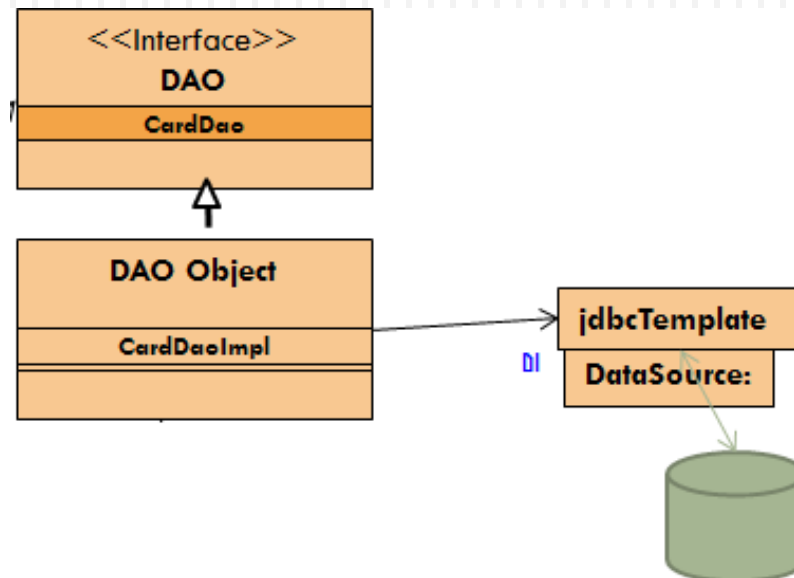 <<Interface>>
DAO
CardDao
DAO Object
CardDaoImpl
DI
jdbcTemplate
DataSource: